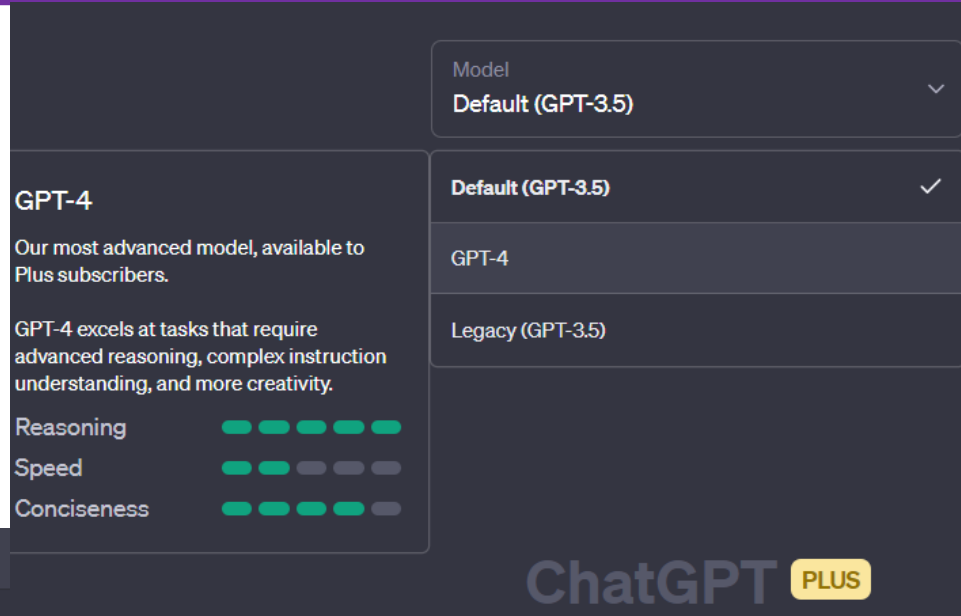 Model
Default (GPT-3.5)
Default (GPT-3.5)
GPT-4
Legacy (GPT-3.5)
GPT-4
Our most advanced model, available to
Plus subscribers.
GPT-4 excels at tasks that require
advanced reasoning, complex instruction
understanding, and more creativity.
Reasoning
Speed
Conciseness
ChatGPT PLUS